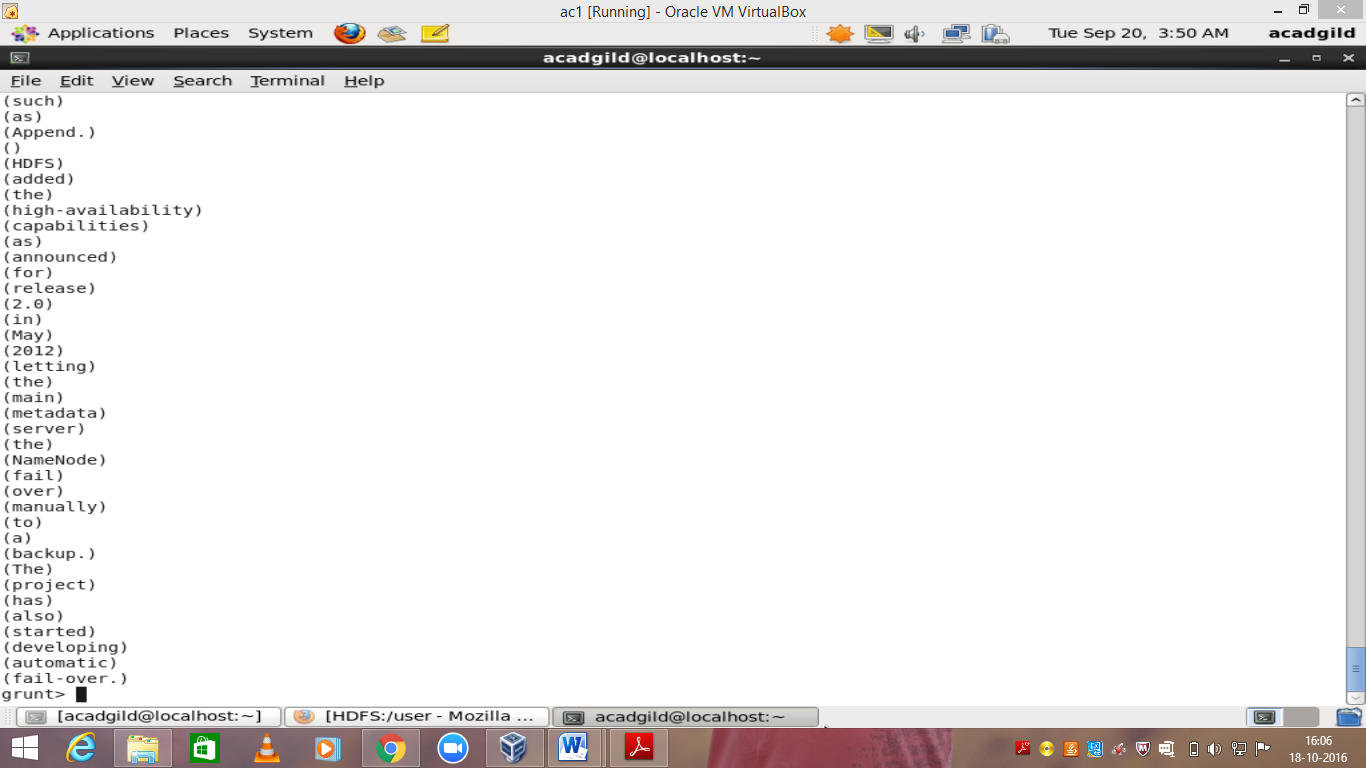 ac1 [Running] - Oracle VM VirtualBox
Applications Places System Tue Sep 20, 3:50 AM acadgild
acadgild@localhost:~
File Edit View Search Terminal Help
(such)
(as)
(Append.)
()
(HDFS)
(added)
(the)
(high-availability)
(capabilities)
(as)
(announced)
(for)
(release)
(2.0)
(in)
(May)
(2012)
(letting)
(the)
(main)
(metadata)
(server)
(the)
(NameNode)
(fail)
(over)
(manually)
(to)
(a)
(backup.)
(The)
(project)
(has)
(also)
(started)
(developing)
(automatic)
(fail-over.)
grunt>
[acadgild@localhost:~] [HDFS:/user - Mozilla ... acadgild@localhost:~
16:06
18-10-2016